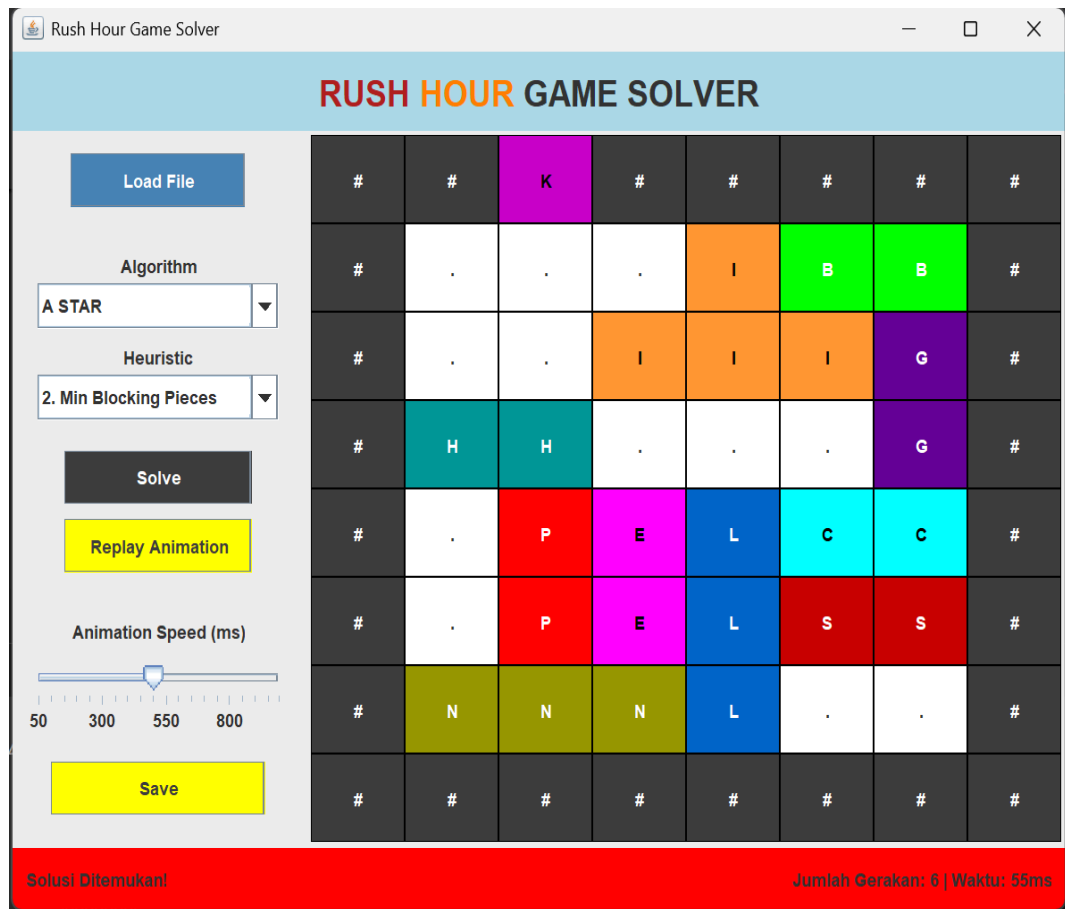 Rush Hour Game Solver
RUSH HOUR GAME SOLVER
Load File
Algorithm
A STAR
Heuristic
2. Min Blocking Pieces
Solve
Replay Animation
Animation Speed (ms)
50 300 550 800
Save
# # K # # # # #
# . . . I B B #
# . . I I I G #
# H H . . . G #
# . P E L C C #
# . P E L S S #
# N N N L . . #
# # # # # # # #
Solusi Ditemukan!
Jumlah Gerakan: 6 | Waktu: 55ms